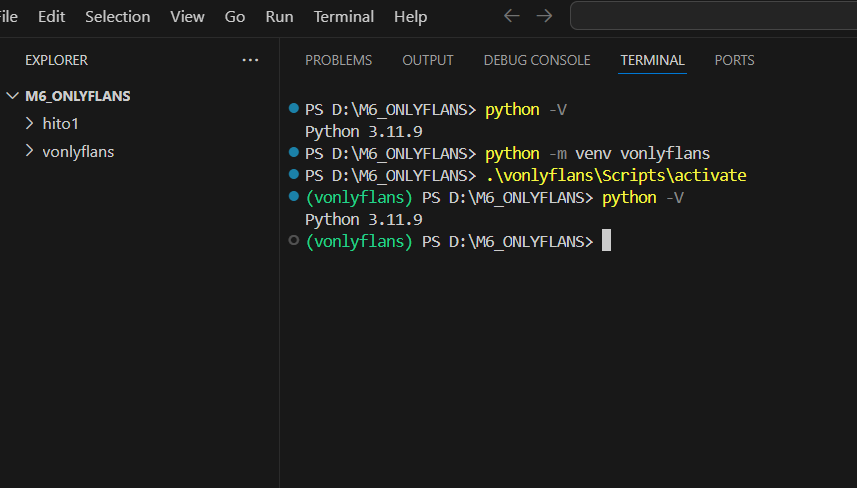 File Edit Selection View Go Run Terminal Help
EXPLORER
M6_ONLYFLANS
hito1
vonlyflans
PROBLEMS OUTPUT DEBUG CONSOLE TERMINAL PORTS
PS D:\M6_ONLYFLANS> python -V
Python 3.11.9
PS D:\M6_ONLYFLANS> python -m venv vonlyflans
PS D:\M6_ONLYFLANS> .\vonlyflans\Scripts\activate
(vonlyflans) PS D:\M6_ONLYFLANS> python -V
Python 3.11.9
(vonlyflans) PS D:\M6_ONLYFLANS>